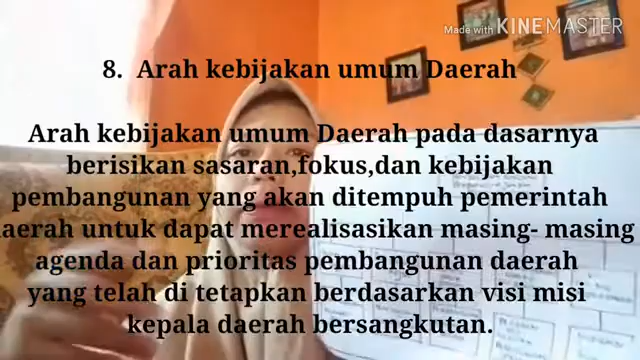 Made with KINEMASTER
8. Arah kebijakan umum Daerah
Arah kebijakan umum Daerah pada dasarnya
berisikan sasaran,fokus,dan kebijakan
pembangunan yang akan ditempuh pemerintah
daerah untuk dapat merealisasikan masing- masing
agenda dan prioritas pembangunan daerah
yang telah di tetapkan berdasarkan visi misi
kepala daerah bersangkutan.